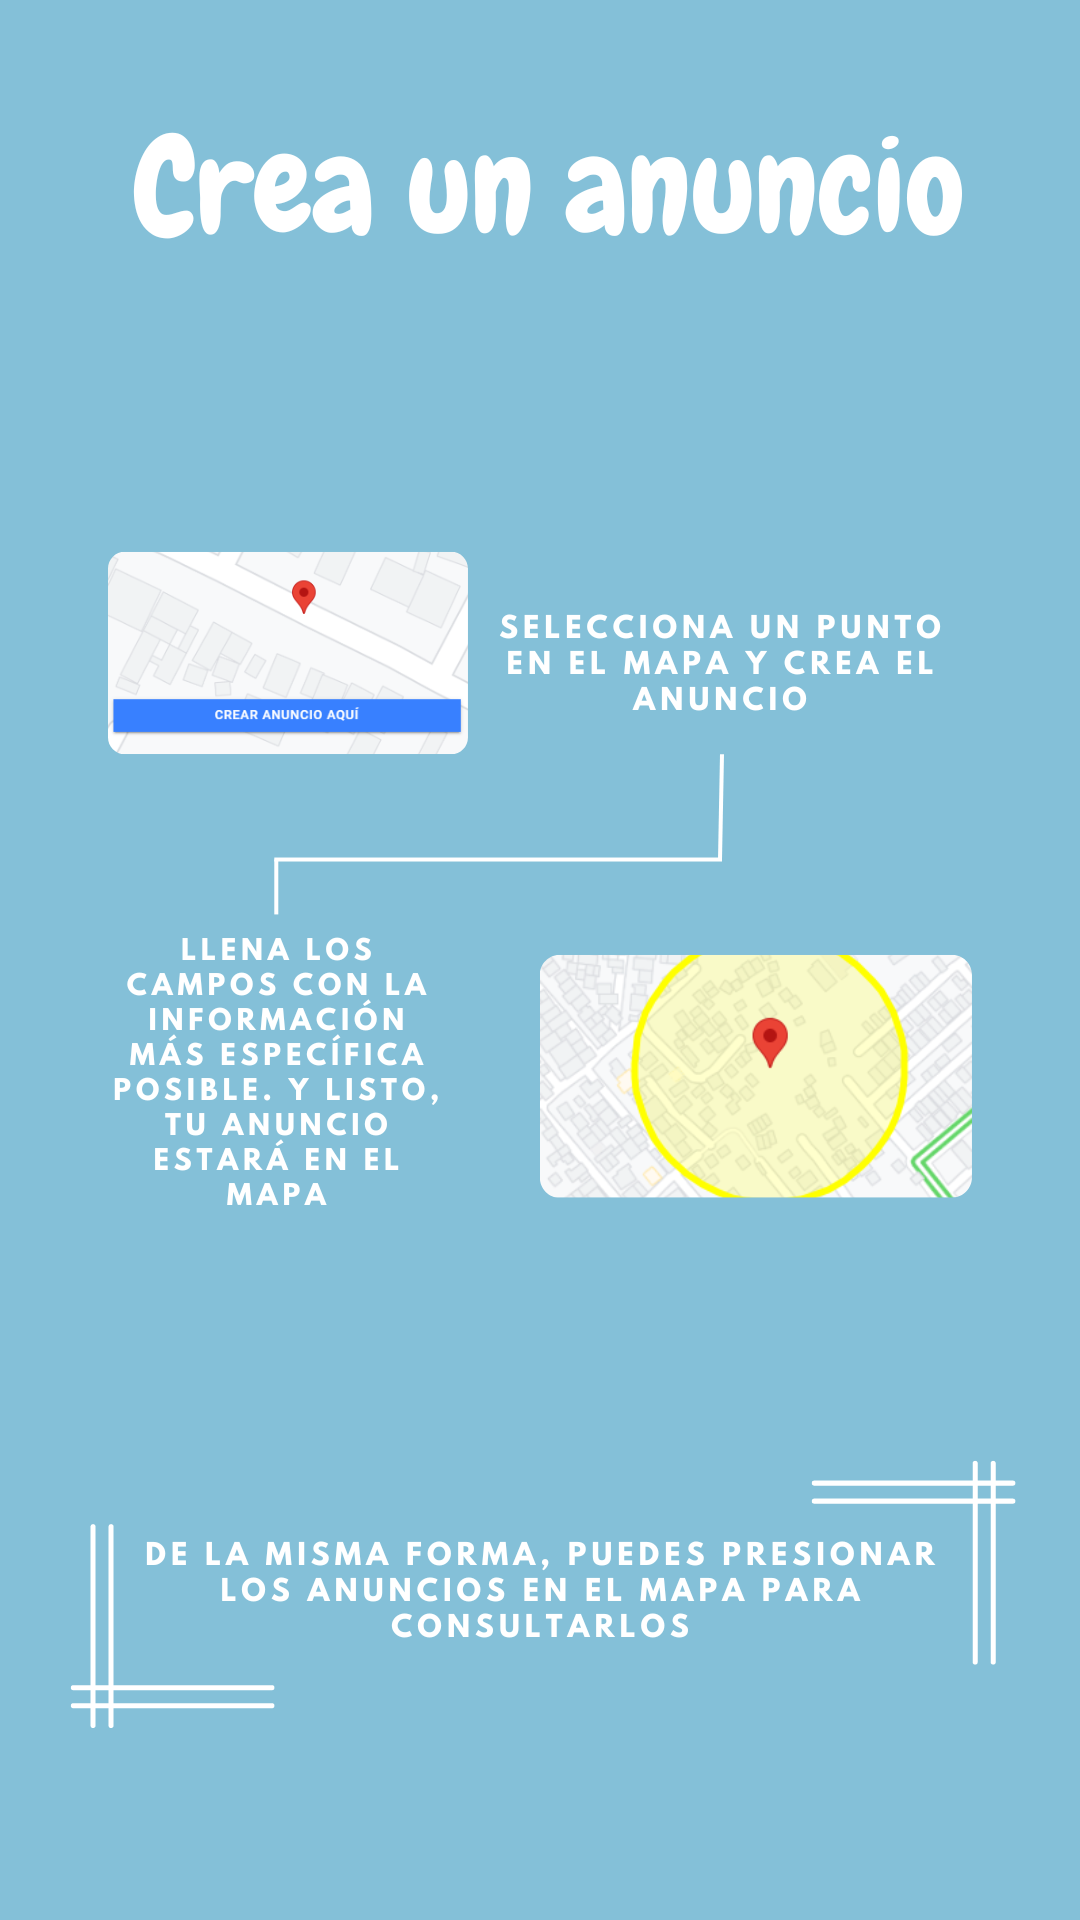 Crea un anuncio
CREAR ANUNCIO AQUÍ
SELECCIONA UN PUNTO
EN EL MAPA Y CREA EL
ANUNCIO
LLENA LOS
CAMPOS CON LA
INFORMACIÓN
MÁS ESPECÍFICA
POSIBLE. Y LISTO,
TU ANUNCIO
ESTARÁ EN EL
MAPA
DE LA MISMA FORMA, PUEDES PRESIONAR
LOS ANUNCIOS EN EL MAPA PARA
CONSULTARLOS